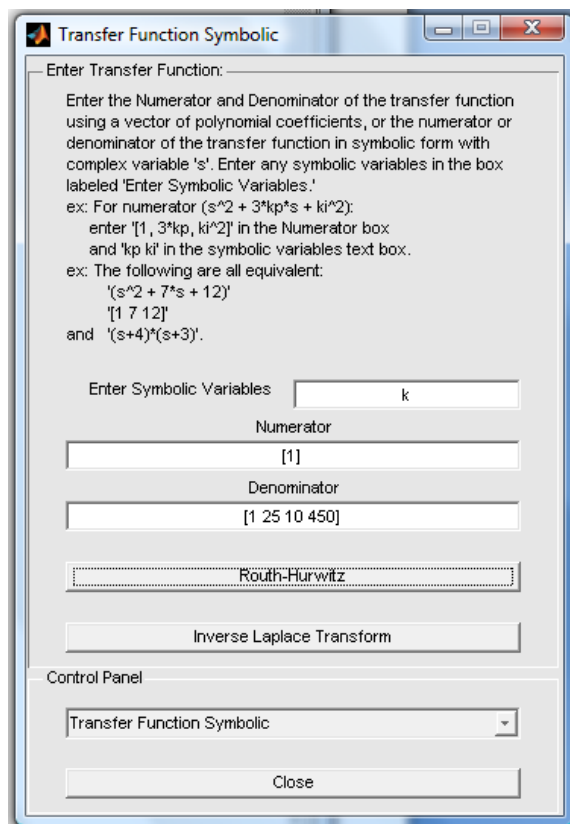 Transfer Function Symbolic
Enter Transfer Function:
Enter the Numerator and Denominator of the transfer function
using a vector of polynomial coefficients, or the numerator or
denominator of the transfer function in symbolic form with
complex variable 's'. Enter any symbolic variables in the box
labeled 'Enter Symbolic Variables.'
ex: For numerator (s^2 + 3*kp*s + ki^2):
enter '[1, 3*kp, ki^2]' in the Numerator box
and 'kp ki' in the symbolic variables text box.
ex: The following are all equivalent:
'(s^2 + 7*s + 12)'
'[1 7 12]'
and '(s+4)*(s+3)'.
Enter Symbolic Variables k
Numerator
[1]
Denominator
[1 25 10 450]
Routh-Hurwitz
Inverse Laplace Transform
Control Panel
Transfer Function Symbolic
Close